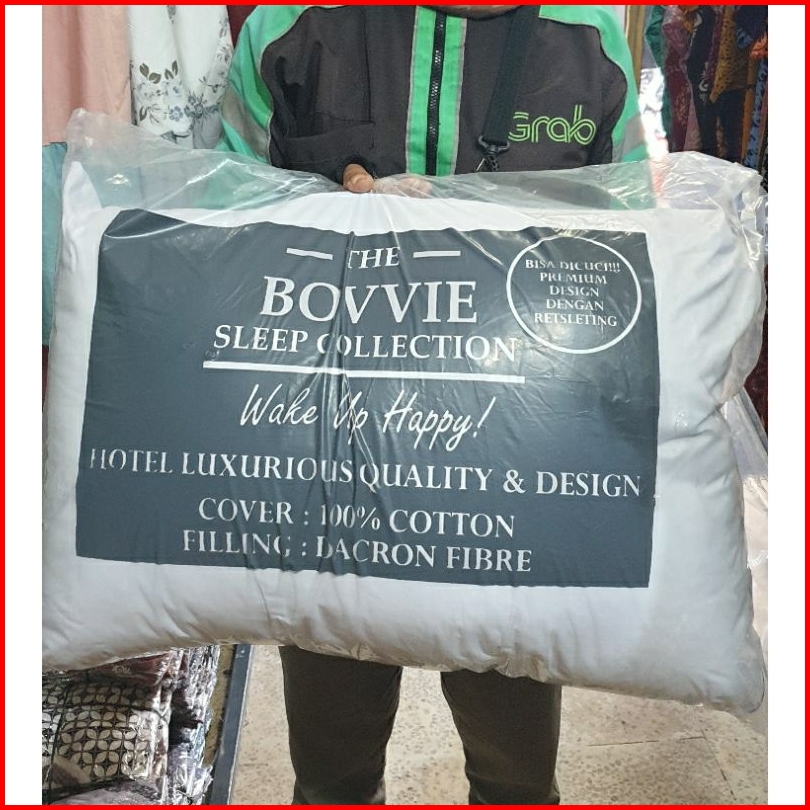 Grab
THE
BOVVIE
SLEEP COLLECTION
Wake Up Happy!
HOTEL LUXURIOUS QUALITY & DESIGN
COVER : 100% COTTON
FILLING : DACRON FIBRE
BISA DICUCI!!!
PREMIUM
DESIGN
DENGAN
RETSLETING